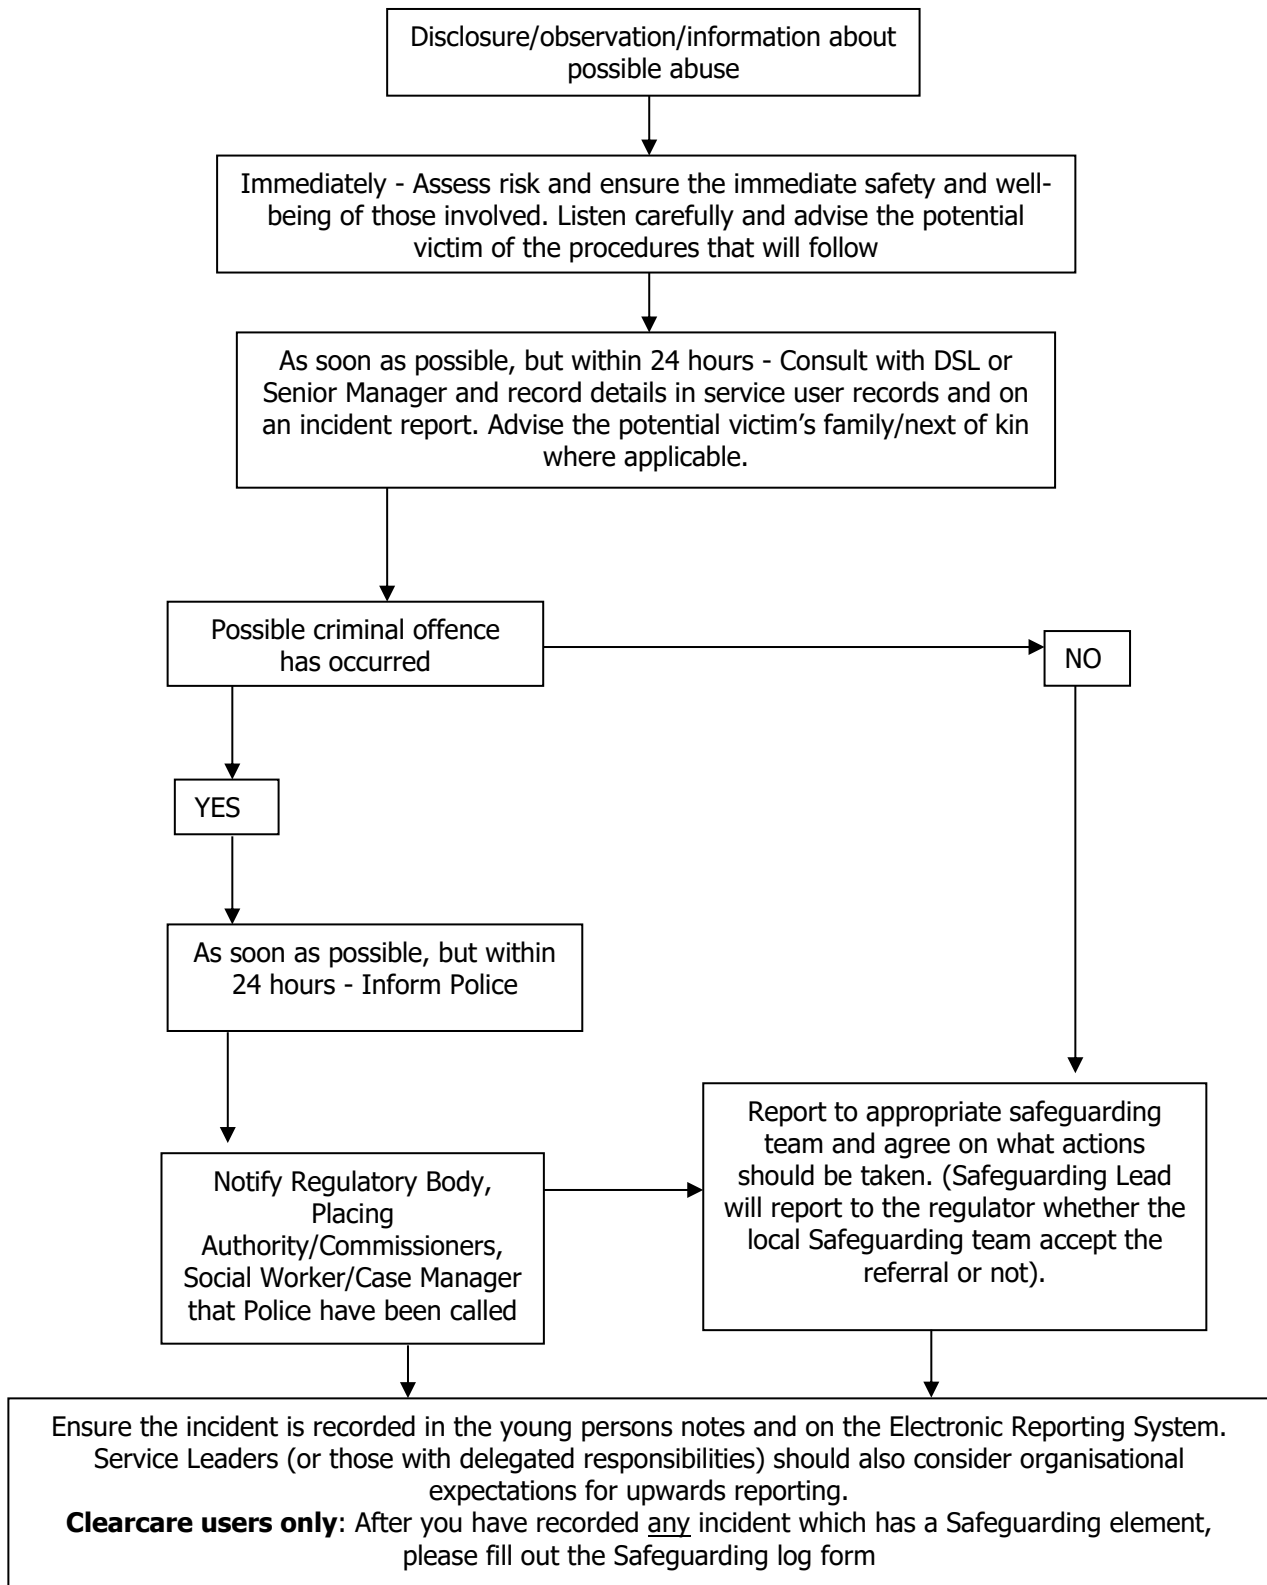 Disclosure/observation/information about
possible abuse
Immediately - Assess risk and ensure the immediate safety and well-
being of those involved. Listen carefully and advise the potential
victim of the procedures that will follow
As soon as possible, but within 24 hours - Consult with DSL or
Senior Manager and record details in service user records and on
an incident report. Advise the potential victim’s family/next of kin
where applicable.
Possible criminal offence
has occurred
NO
YES
As soon as possible, but within
24 hours - Inform Police
Notify Regulatory Body,
Placing
Authority/Commissioners,
Social Worker/Case Manager
that Police have been called
Report to appropriate safeguarding
team and agree on what actions
should be taken. (Safeguarding Lead
will report to the regulator whether the
local Safeguarding team accept the
referral or not).
Ensure the incident is recorded in the young persons notes and on the Electronic Reporting System.
Service Leaders (or those with delegated responsibilities) should also consider organisational
expectations for upwards reporting.
Clearcare users only: After you have recorded any incident which has a Safeguarding element,
please fill out the Safeguarding log form